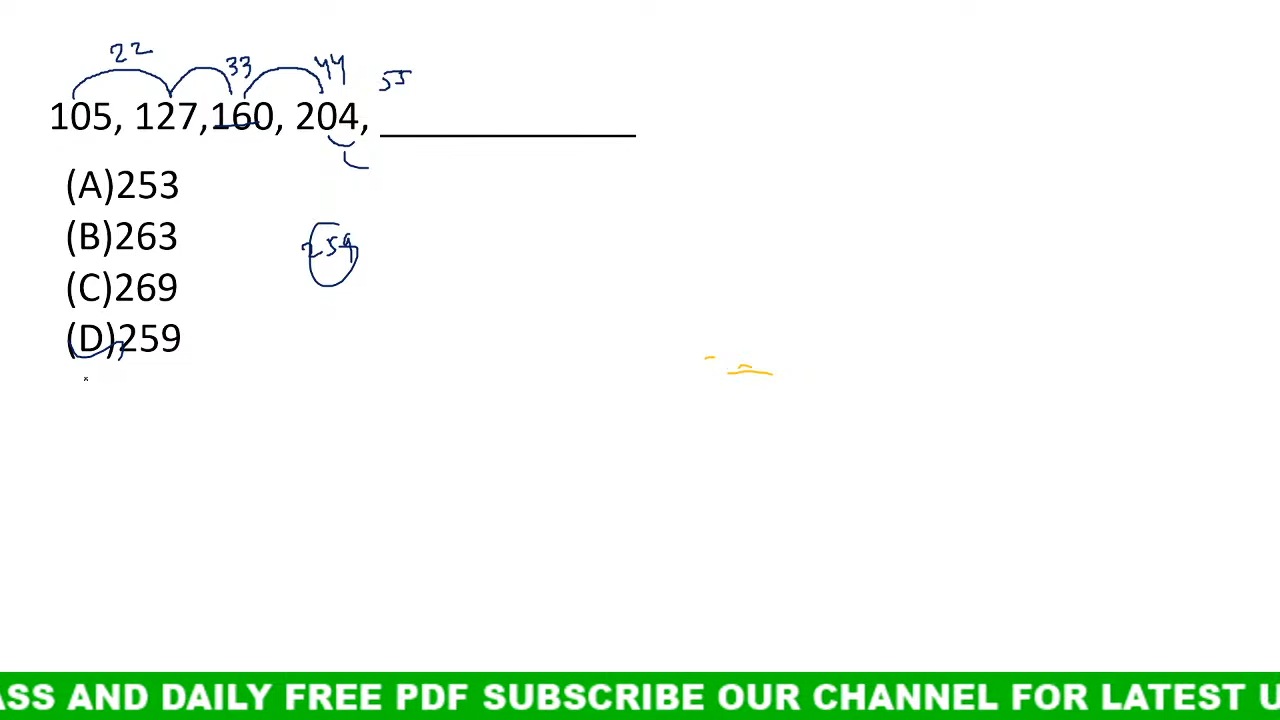 22 33 44 55
105, 127,160, 204, ____________
(A)253
(B)263
259
(C)269
(D)259
ASS AND DAILY FREE PDF SUBSCRIBE OUR CHANNEL FOR LATEST U